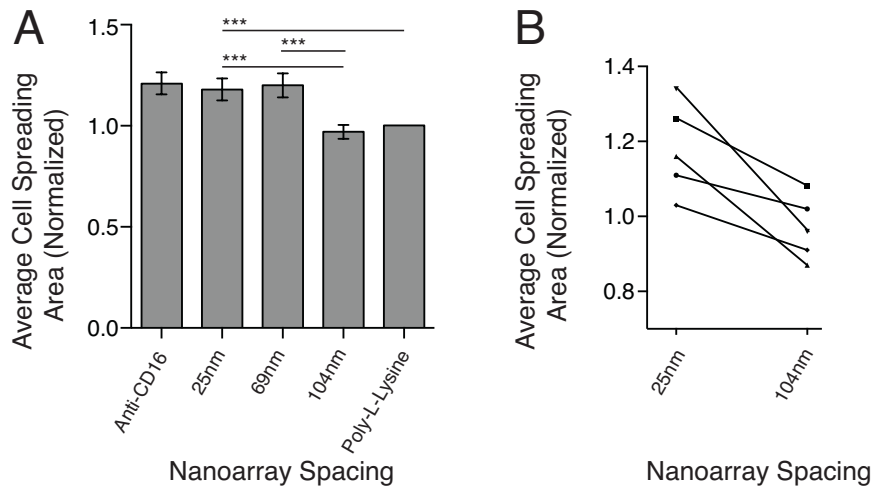 A
Average Cell Spreading
Area (Normalized)
1.5
1.0
0.5
0.0
***
***
***
Anti-CD16
25nm
69nm
104nm
Poly-L-Lysine
Nanoarray Spacing
B
Average Cell Spreading
Area (Normalized)
1.4
1.2
1.0
0.8
25nm
104nm
Nanoarray Spacing